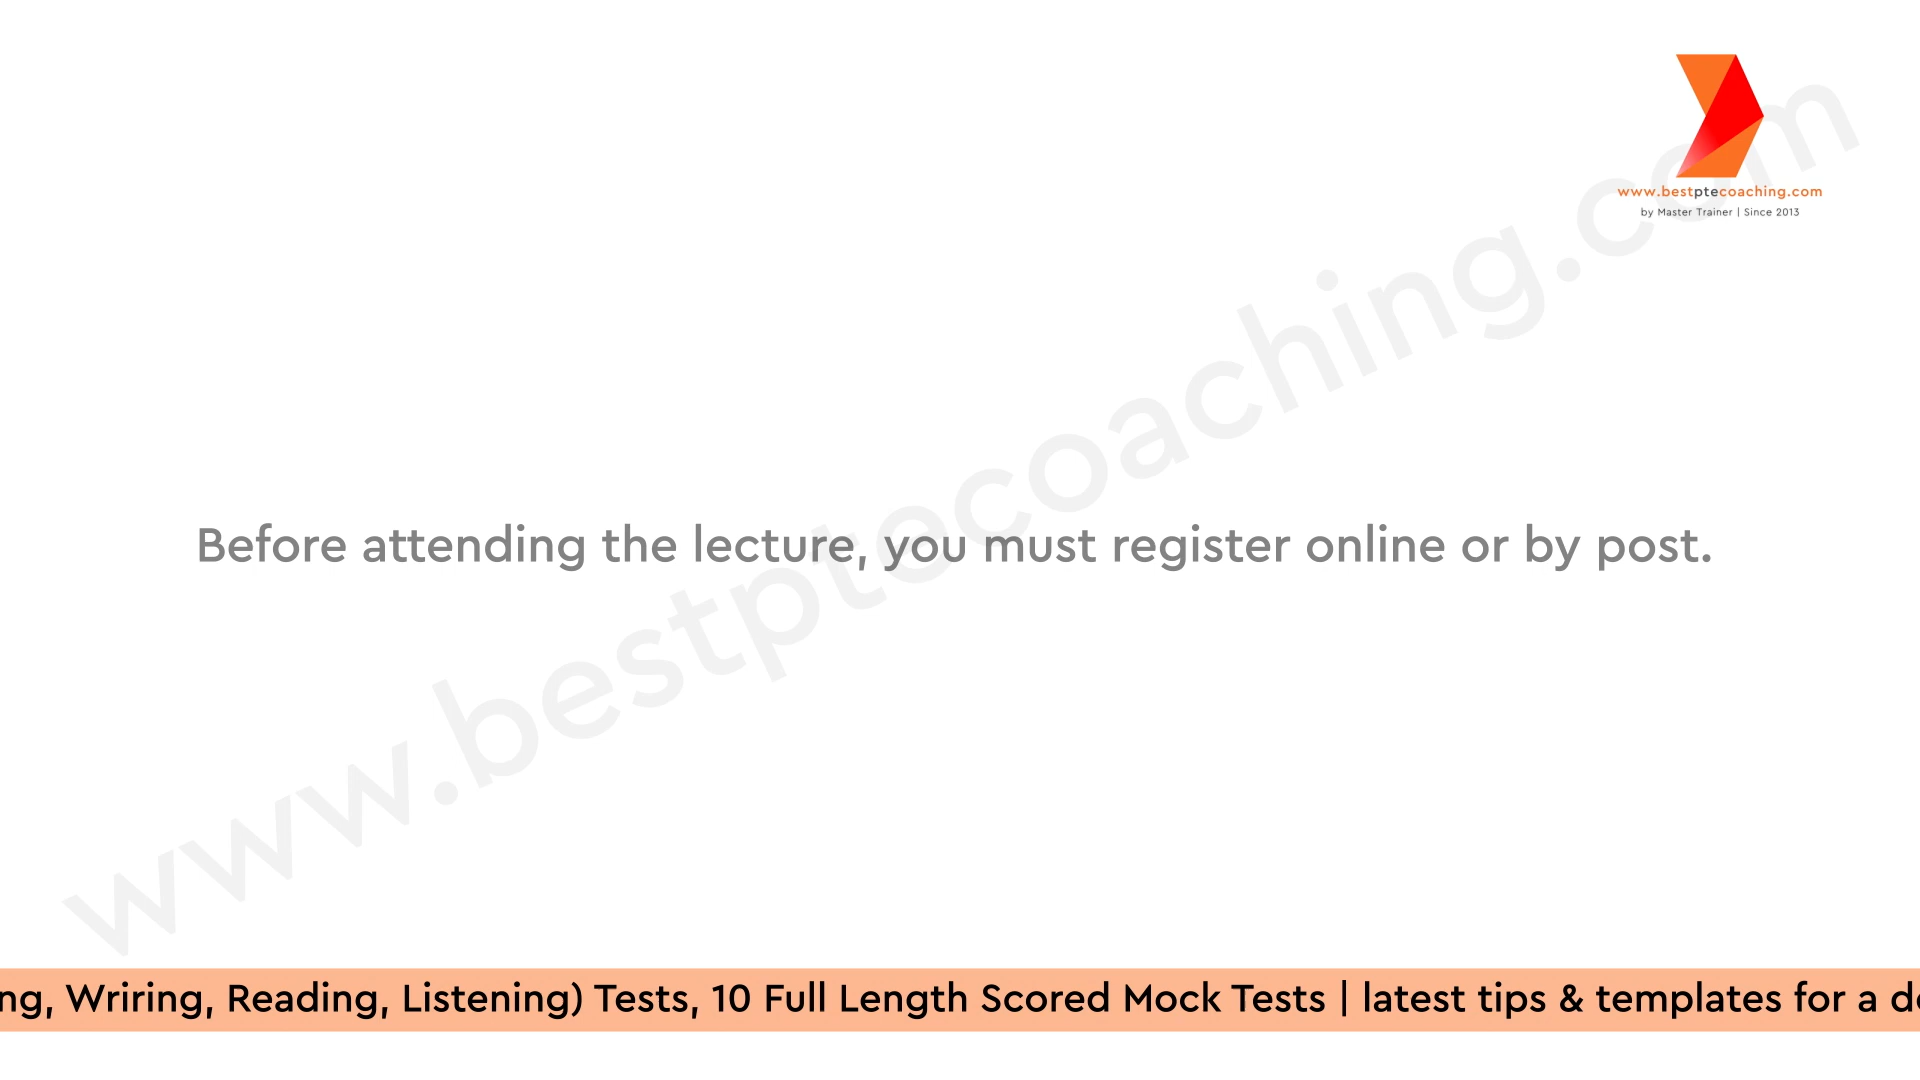 www.bestptecoaching.com
by Master Trainer | Since 2013
www.bestptecoaching.com
Before attending the lecture, you must register online or by post.
ng, Wriring, Reading, Listening) Tests, 10 Full Length Scored Mock Tests | latest tips & templates for a